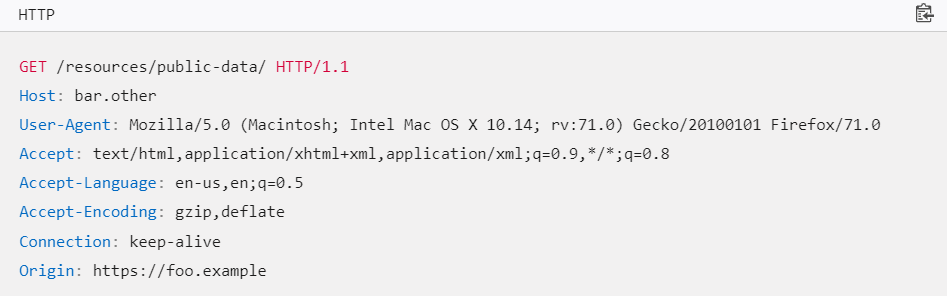 HTTP
GET /resources/public-data/ HTTP/1.1
Host: bar.other
User-Agent: Mozilla/5.0 (Macintosh; Intel Mac OS X 10.14; rv:71.0) Gecko/20100101 Firefox/71.0
Accept: text/html,application/xhtml+xml,application/xml;q=0.9,*/*;q=0.8
Accept-Language: en-us,en;q=0.5
Accept-Encoding: gzip,deflate
Connection: keep-alive
Origin: https://foo.example